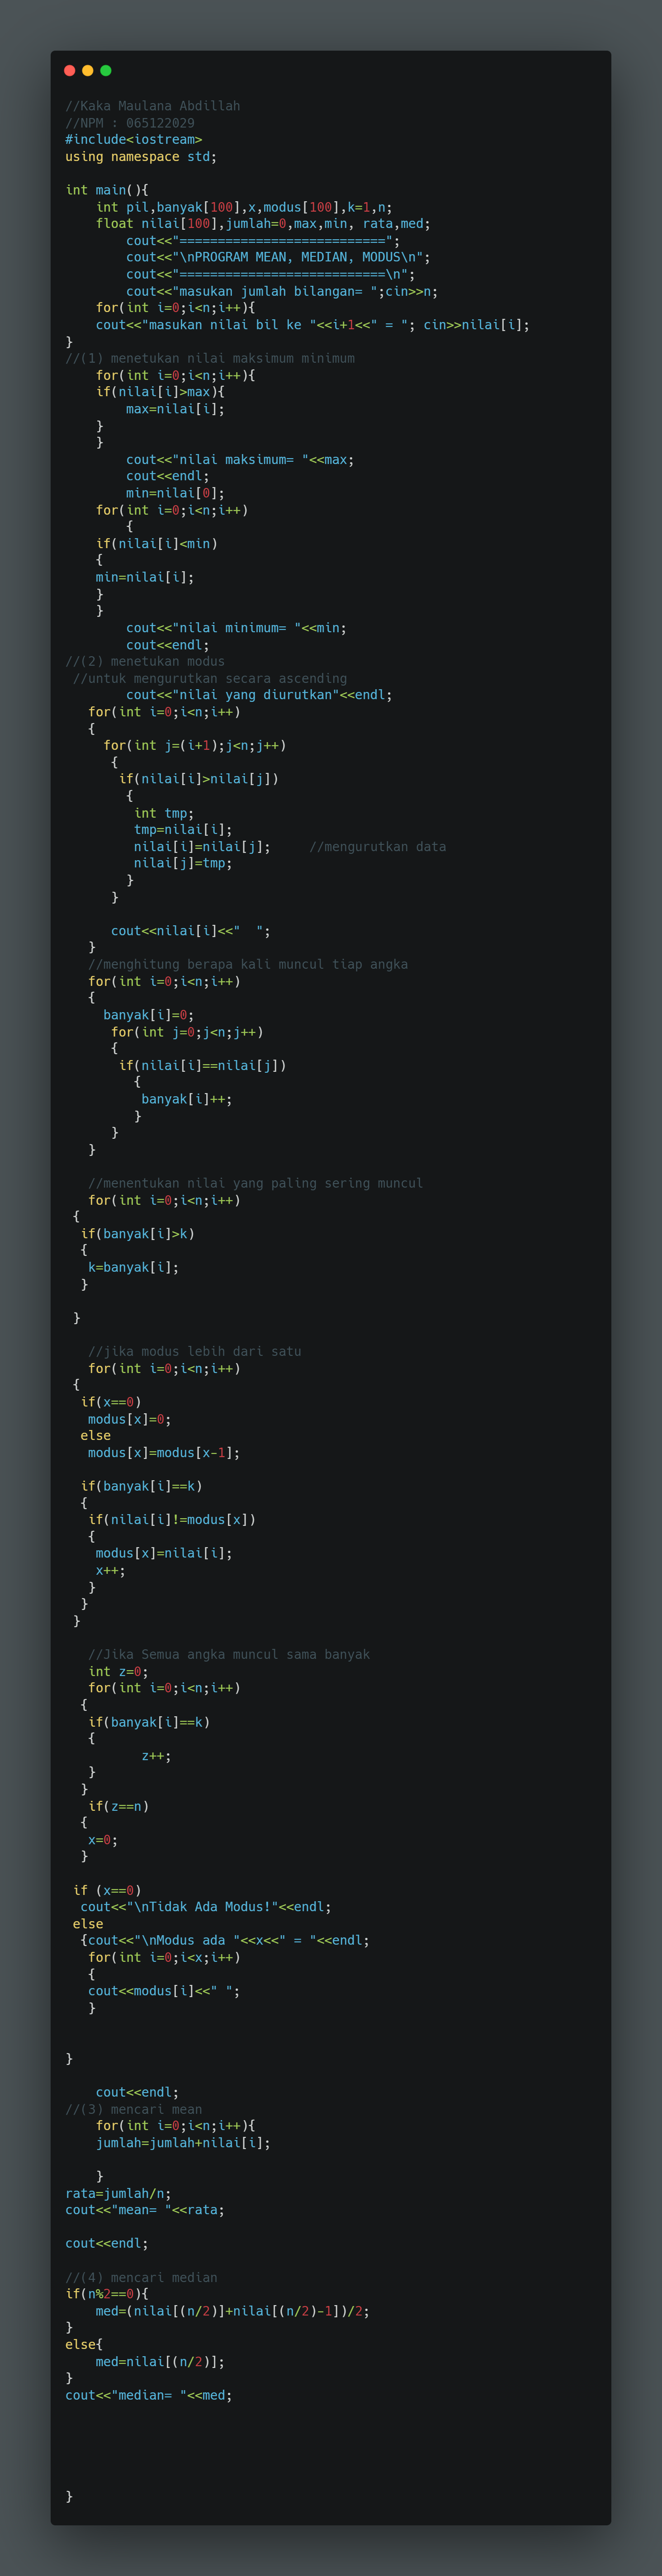 //Kaka Maulana Abdillah
//NPM : 065122029
#include<iostream>
using namespace std;

int main(){
    int pil,banyak[100],x,modus[100],k=1,n;
    float nilai[100],jumlah=0,max,min, rata,med;
        cout<<"===========================";
        cout<<"\nPROGRAM MEAN, MEDIAN, MODUS\n";
        cout<<"===========================\n";
        cout<<"masukan jumlah bilangan= ";cin>>n;
    for(int i=0;i<n;i++){
    cout<<"masukan nilai bil ke "<<i+1<<" = "; cin>>nilai[i];
}
//(1) menetukan nilai maksimum minimum
    for(int i=0;i<n;i++){
    if(nilai[i]>max){
        max=nilai[i];
    }
    }
        cout<<"nilai maksimum= "<<max;
        cout<<endl;
        min=nilai[0];
    for(int i=0;i<n;i++)
        {
    if(nilai[i]<min)
    {
    min=nilai[i];
    }
    }
        cout<<"nilai minimum= "<<min;
        cout<<endl;
//(2) menetukan modus
 //untuk mengurutkan secara ascending
        cout<<"nilai yang diurutkan"<<endl;
   for(int i=0;i<n;i++)
   {
     for(int j=(i+1);j<n;j++)
      {
       if(nilai[i]>nilai[j])
        {
         int tmp;
         tmp=nilai[i];
         nilai[i]=nilai[j];     //mengurutkan data
         nilai[j]=tmp;
        }
      }

      cout<<nilai[i]<<"  ";
   }
   //menghitung berapa kali muncul tiap angka
   for(int i=0;i<n;i++)
   {
     banyak[i]=0;
      for(int j=0;j<n;j++)
      {
       if(nilai[i]==nilai[j])
         {
          banyak[i]++;
         }
      }
   }

   //menentukan nilai yang paling sering muncul
   for(int i=0;i<n;i++)
 {
  if(banyak[i]>k)
  {
   k=banyak[i];
  }

 }

   //jika modus lebih dari satu
   for(int i=0;i<n;i++)
 {
  if(x==0)
   modus[x]=0;
  else
   modus[x]=modus[x-1];

  if(banyak[i]==k)
  {
   if(nilai[i]!=modus[x])
   {
    modus[x]=nilai[i];
    x++;
   }
  }
 }

   //Jika Semua angka muncul sama banyak
   int z=0;
   for(int i=0;i<n;i++)
  {
   if(banyak[i]==k)
   {
          z++;
   }
  }
   if(z==n)
  {
   x=0;
  }

 if (x==0)
  cout<<"\nTidak Ada Modus!"<<endl;
 else
  {cout<<"\nModus ada "<<x<<" = "<<endl;
   for(int i=0;i<x;i++)
   {
   cout<<modus[i]<<" ";
   }


}

    cout<<endl;
//(3) mencari mean
    for(int i=0;i<n;i++){
    jumlah=jumlah+nilai[i];

    }
rata=jumlah/n;
cout<<"mean= "<<rata;

cout<<endl;

//(4) mencari median
if(n%2==0){
    med=(nilai[(n/2)]+nilai[(n/2)-1])/2;
}
else{
    med=nilai[(n/2)];
}
cout<<"median= "<<med;





}